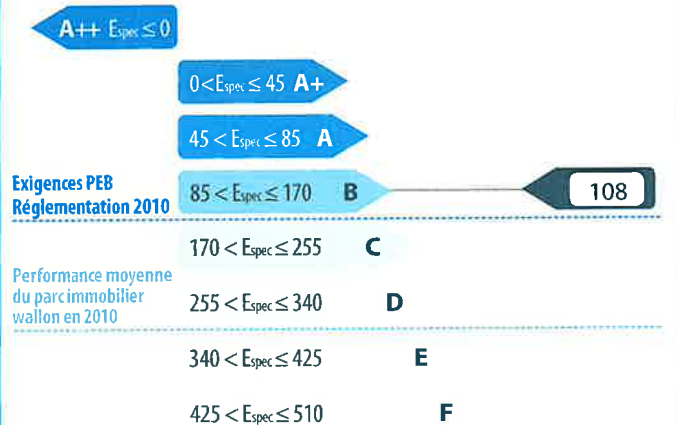 A++ Espec ≤ 0
0 < Espec ≤ 45 A+
45 < Espec ≤ 85 A
Exigences PEB
Réglementation 2010
85 < Espec ≤ 170 B
108
170 < Espec ≤ 255 C
Performance moyenne
du parc immobilier
wallon en 2010
255 < Espec ≤ 340 D
340 < Espec ≤ 425 E
425 < Espec ≤ 510 F